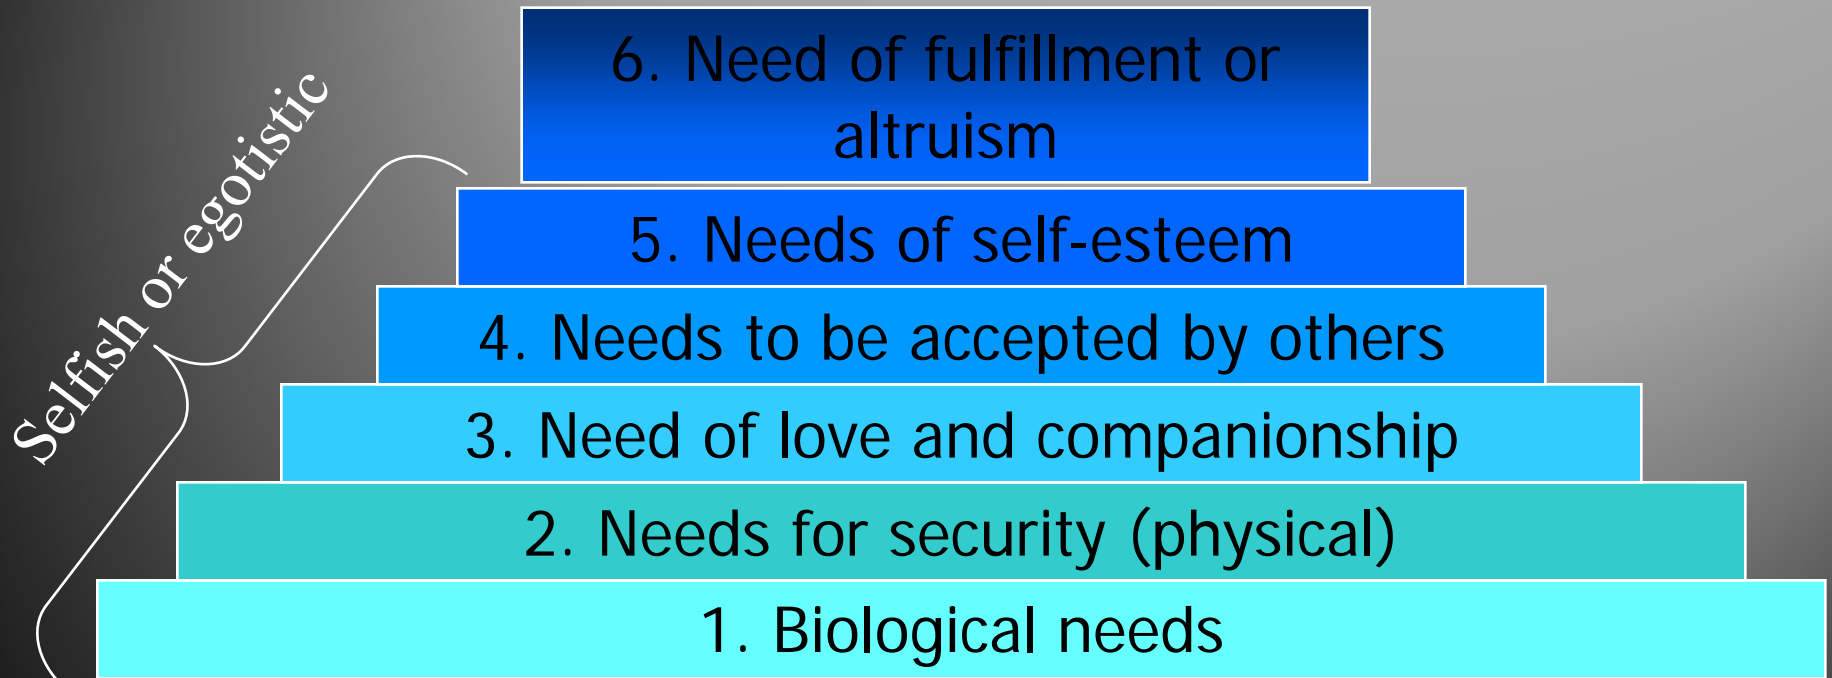 6. Need of fulfillment or
altruism
Selfish or egotistic
5. Needs of self-esteem
4. Needs to be accepted by others
3. Need of love and companionship
2. Needs for security (physical)
1. Biological needs